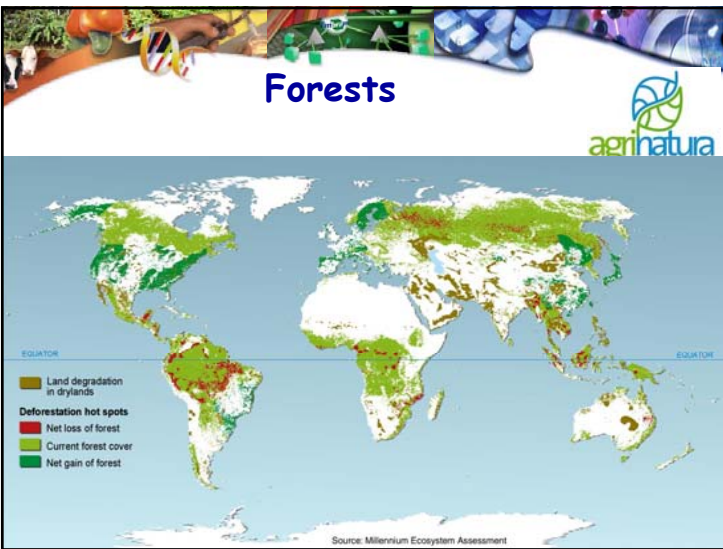 Forests
agrinatura
EQUATOR
EQUATOR
Land degradation
in drylands
Deforestation hot spots
Net loss of forest
Current forest cover
Net gain of forest
Source: Millennium Ecosystem Assessment